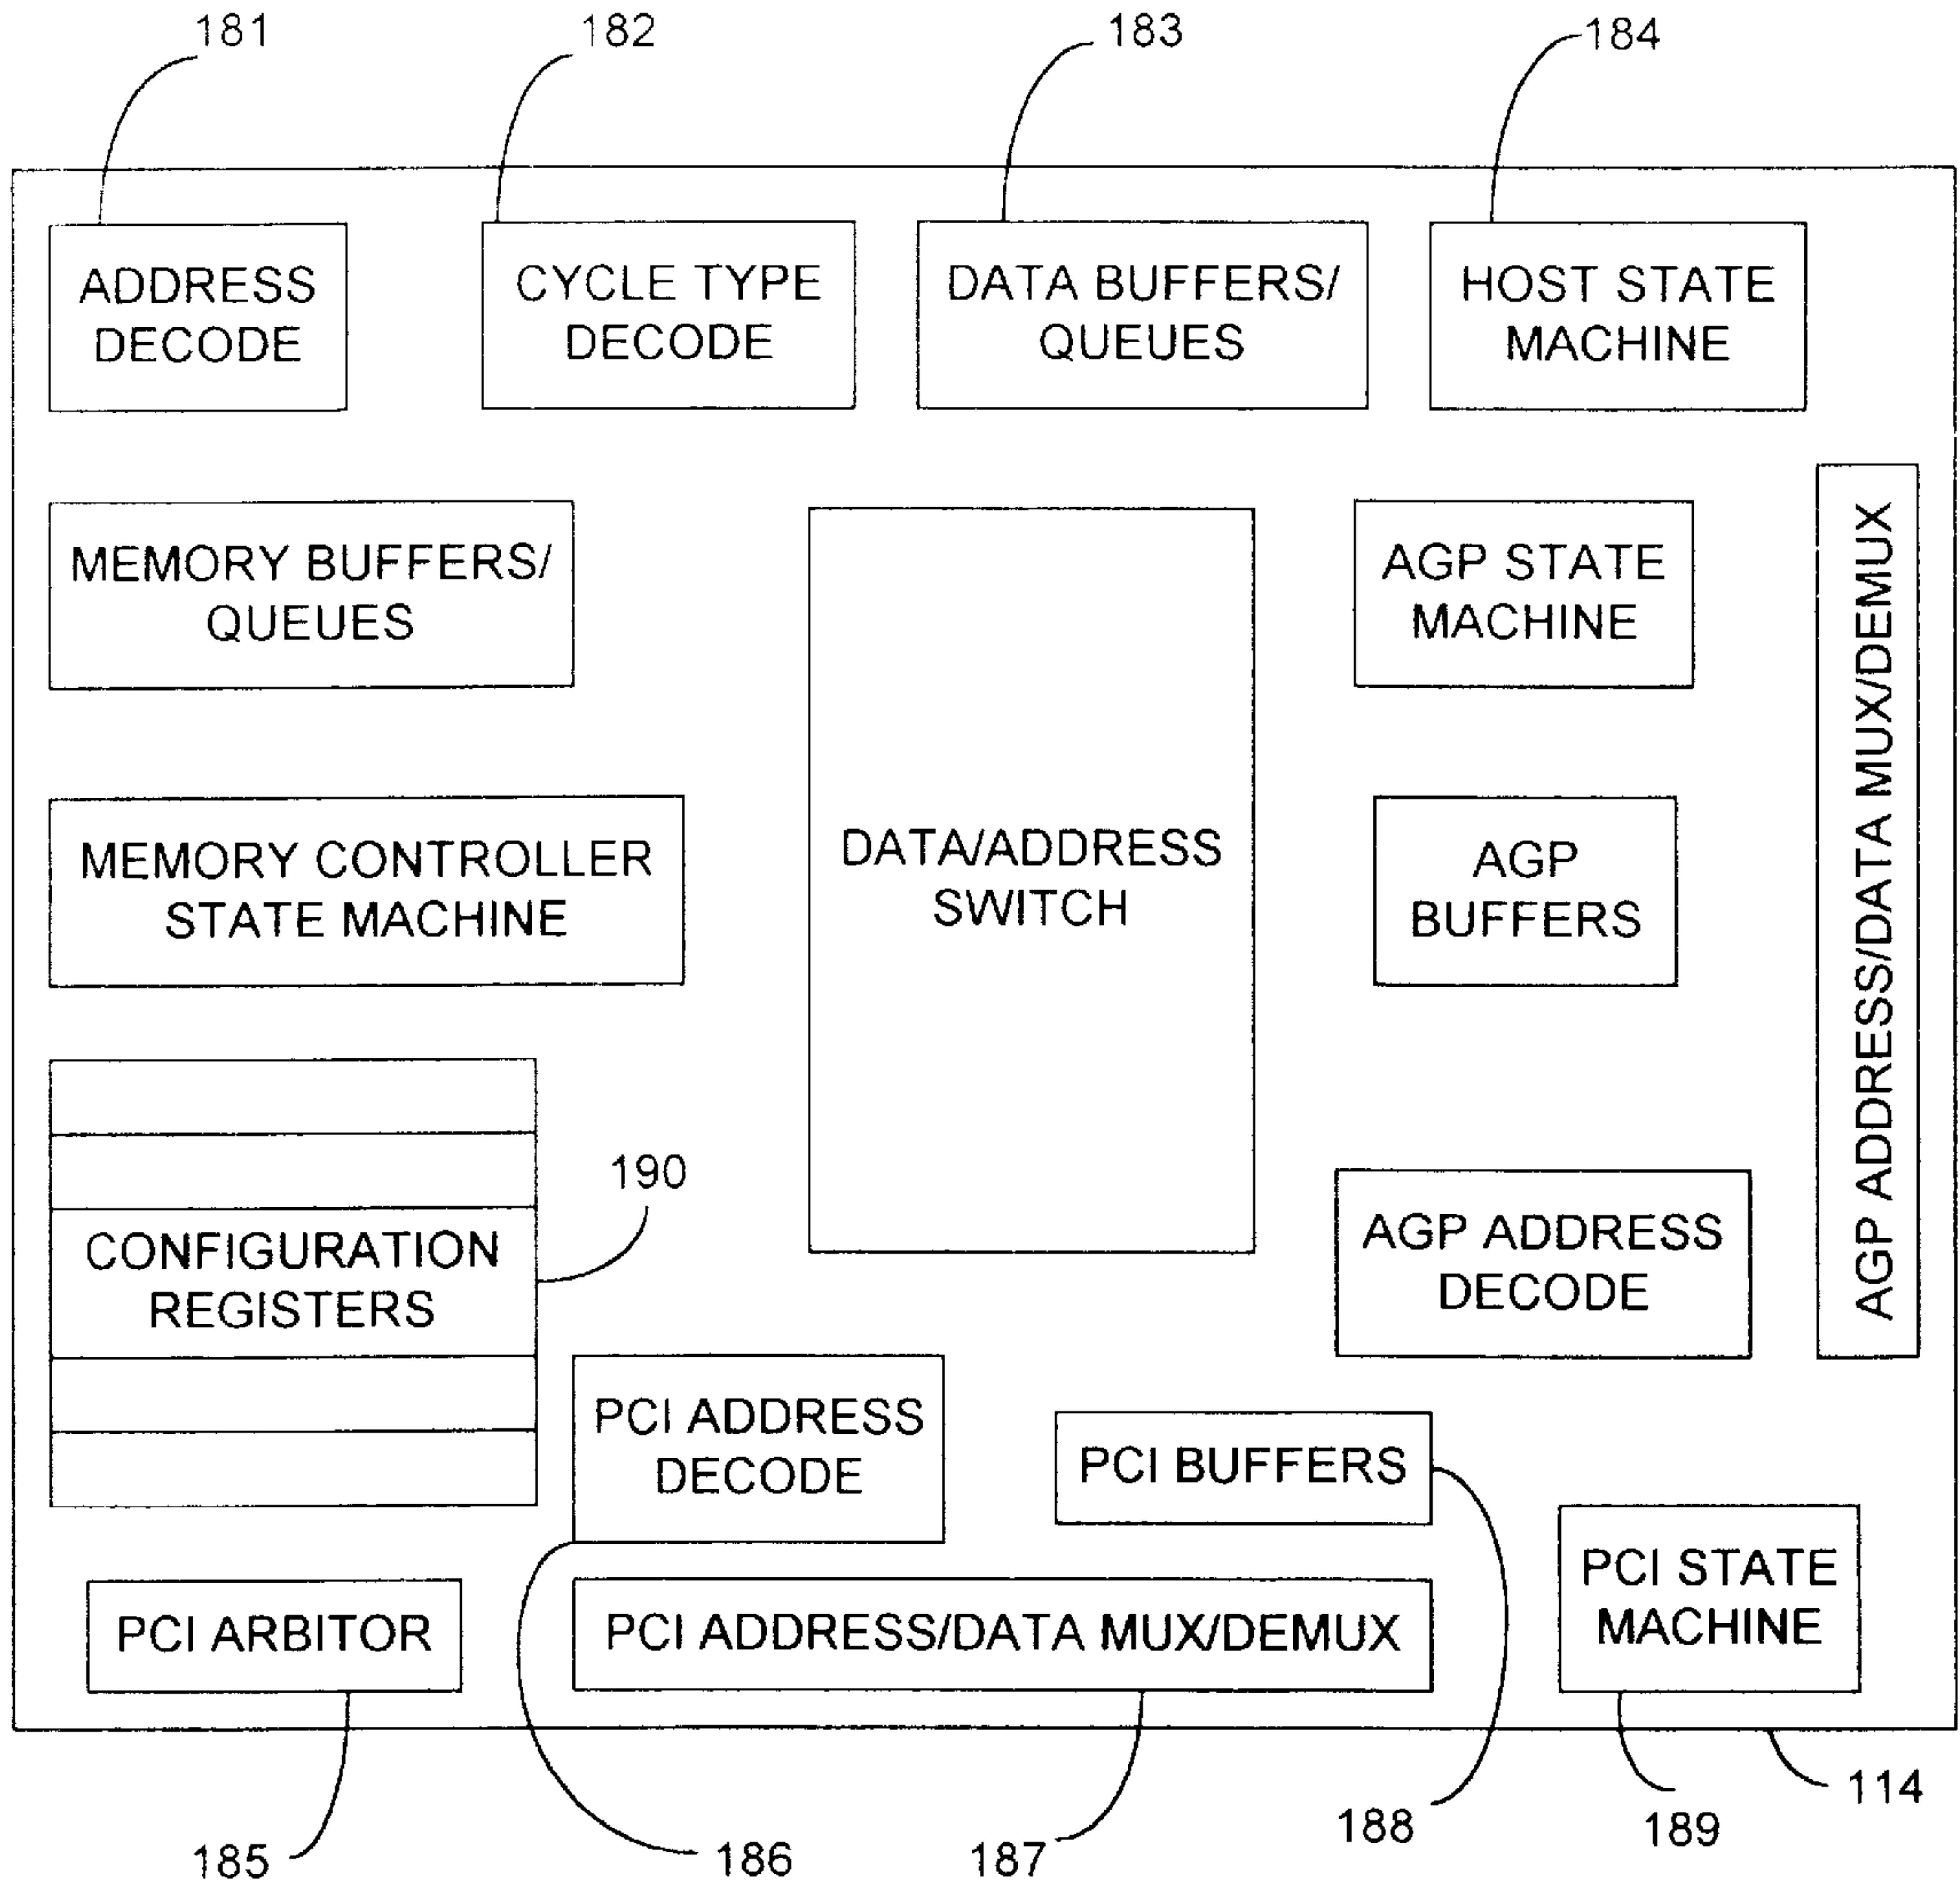 181
182
183
184
ADDRESS
DECODE
CYCLE TYPE
DECODE
DATA BUFFERS/
QUEUES
HOST STATE
MACHINE
MEMORY BUFFERS/
QUEUES
AGP STATE
MACHINE
AGP ADDRESS/DATA MUX/DEMUX
MEMORY CONTROLLER
STATE MACHINE
DATA/ADDRESS
SWITCH
AGP
BUFFERS
190
CONFIGURATION
REGISTERS
AGP ADDRESS
DECODE
PCI ADDRESS
DECODE
PCI BUFFERS
PCI STATE
MACHINE
PCI ARBITOR
PCI ADDRESS/DATA MUX/DEMUX
114
185
186
187
188
189